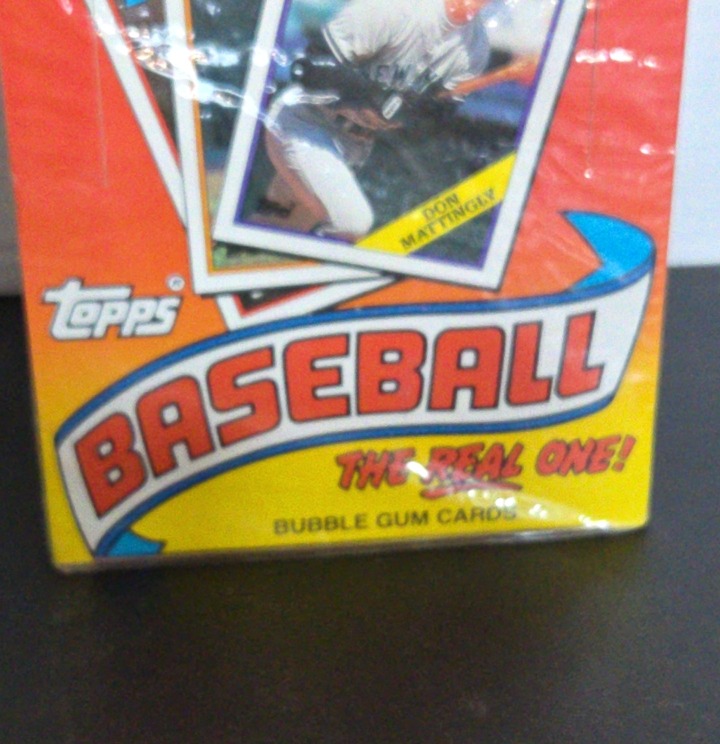 DON
MATTINGLY
topps®
BASEBALL
THE REAL ONE!
BUBBLE GUM CARDS